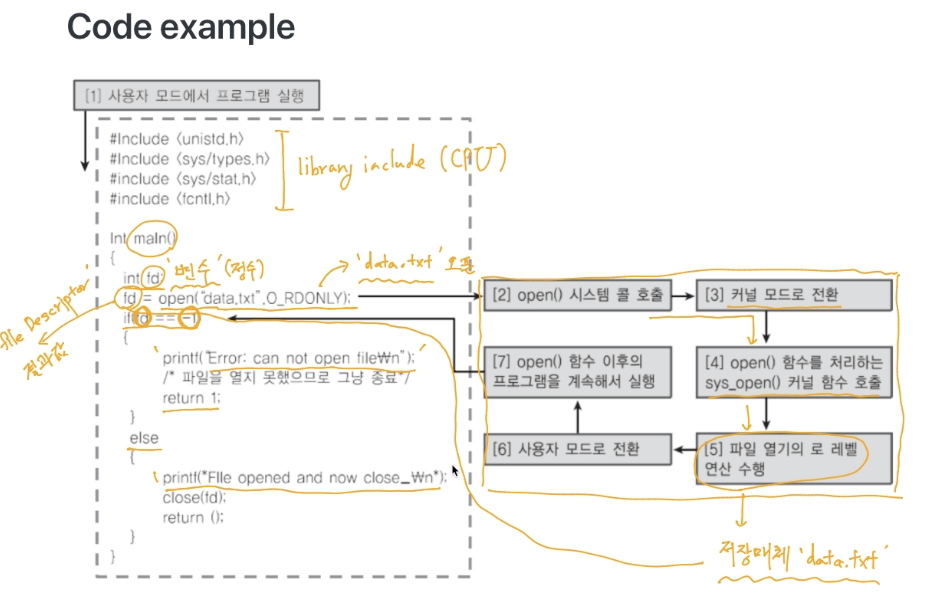 Code example
[1] 사용자 모드에서 프로그램 실행
#Include <unistd.h>
#Include <sys/types.h>
#include <sys/stat.h>
#include <fcntl.h>
library include (CPU)
Int maIn()
{
int fd;
'변수' (정수)
'data.txt' 오픈
fd = open("data.txt",O_RDONLY);
if(fd == -1)
file Descriptor'
결과값
{
printf("Error: can not open file₩n");
/* 파일을 열지 못했으므로 그냥 종료*/
return 1;
}
else
{
printf("FIle opened and now close_₩n");
close(fd);
return ();
}
}
[2] open() 시스템 콜 호출
[3] 커널 모드로 전환
[4] open() 함수를 처리하는
sys_open() 커널 함수 호출
[5] 파일 열기의 로 레벨
연산 수행
[6] 사용자 모드로 전환
[7] open() 함수 이후의
프로그램을 계속해서 실행
저장매체 'data.txt'